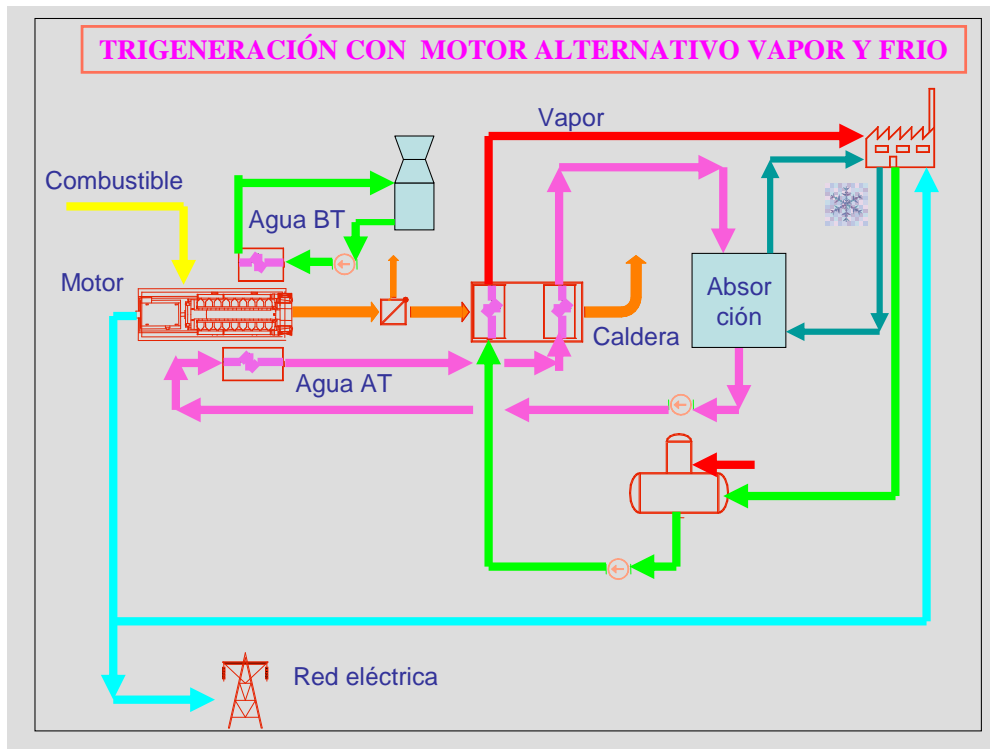 TRIGENERACIÓN CON MOTOR ALTERNATIVO VAPOR Y FRIO
Vapor
Combustible
Agua BT
Motor
Absor
ción
Caldera
Agua AT
Red eléctrica